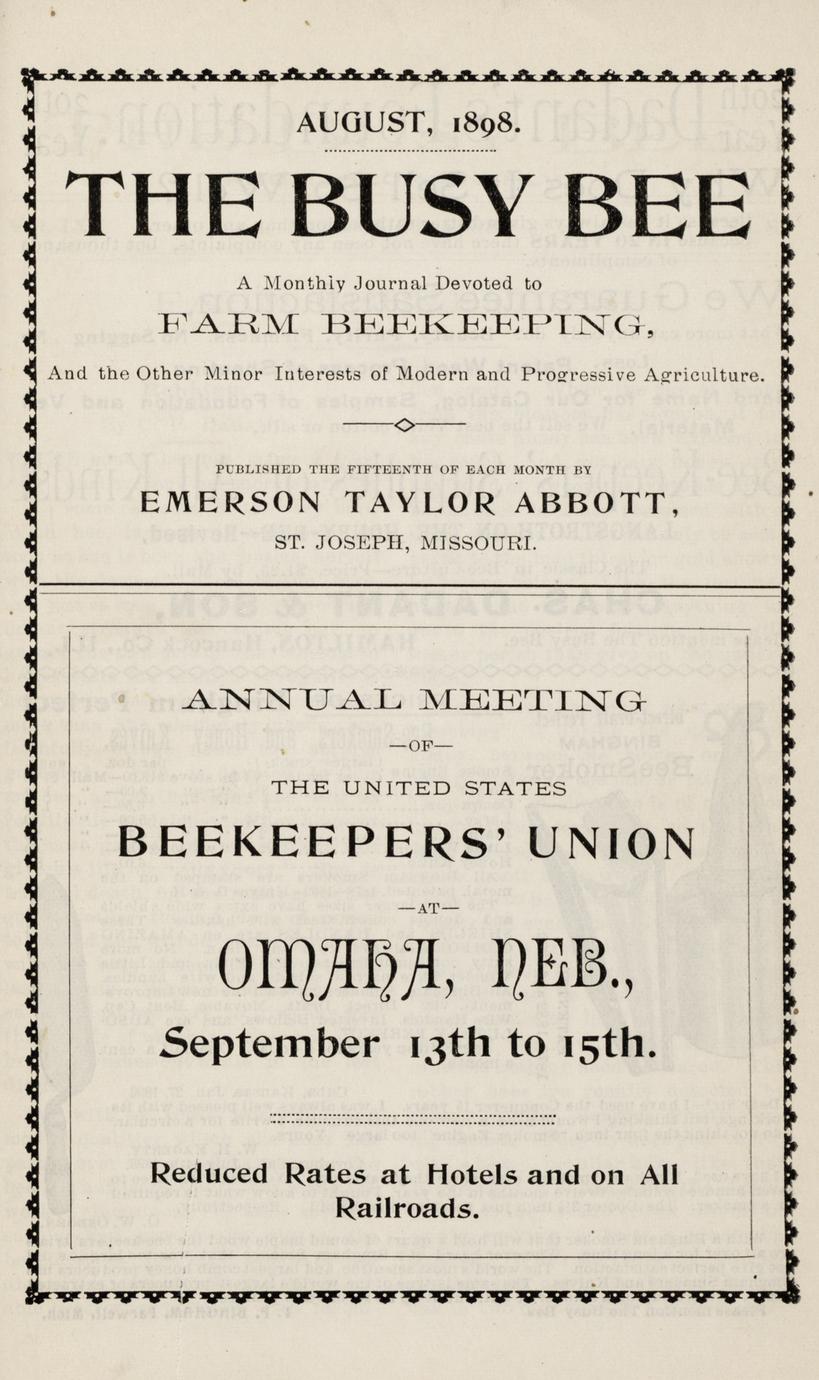 AUGUST, 1898.
THE BUSY BEE
A Monthly Journal Devoted to
FARM BEEKEEPING,
And the Other Minor Interests of Modern and Progressive Agriculture.
PUBLISHED THE FIFTEENTH OF EACH MONTH BY
EMERSON TAYLOR ABBOTT,
ST. JOSEPH, MISSOURI.
ANNUAL MEETING
—OF—
THE UNITED STATES
BEEKEEPERS' UNION
—AT—
OMAHA, NEB.,
September 13th to 15th.
Reduced Rates at Hotels and on All
Railroads.